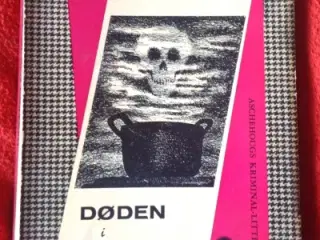 DØDEN
i
ASCHEHOUGS KRIMINAL-LITT